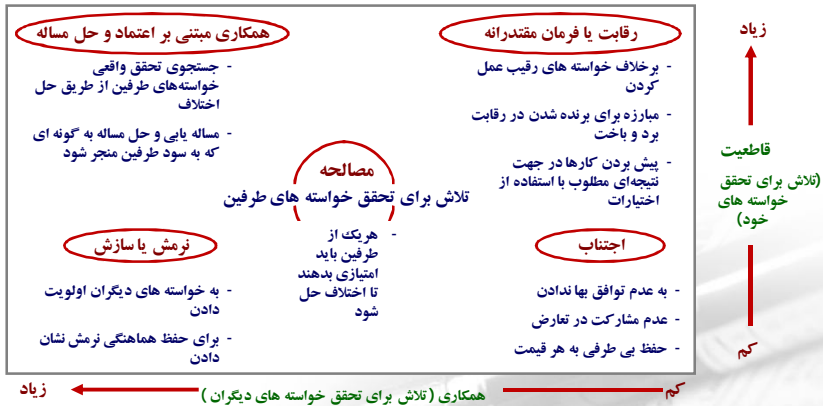 رقابت یا فرمان مقتدرانه
- برخلاف خواسته های رقیب عمل
کردن
- مبارزه برای برنده شدن در رقابت
برد و باخت
- پیش بردن کارها در جهت
نتیجه‌ای مطلوب با استفاده از
اختیارات
همکاری مبتنی بر اعتماد و حل مساله
- جستجوی تحقق واقعی
خواسته‌های طرفین از طریق حل
اختلاف
- مساله یابی و حل مساله به گونه ای
که به سود طرفین منجر شود
مصالحه
تلاش برای تحقق خواسته های طرفین
- هریک از
طرفین باید
امتیازی بدهند
تا اختلاف حل
شود
اجتناب
- به عدم توافق بها ندادن
- عدم مشارکت در تعارض
- حفظ بی طرفی به هر قیمت
نرمش یا سازش
- به خواسته های دیگران اولویت
دادن
- برای حفظ هماهنگی نرمش نشان
دادن
زیاد
قاطعیت
(تلاش برای تحقق
خواسته های
خود)
کم
کم
همکاری (تلاش برای تحقق خواسته های دیگران )
زیاد